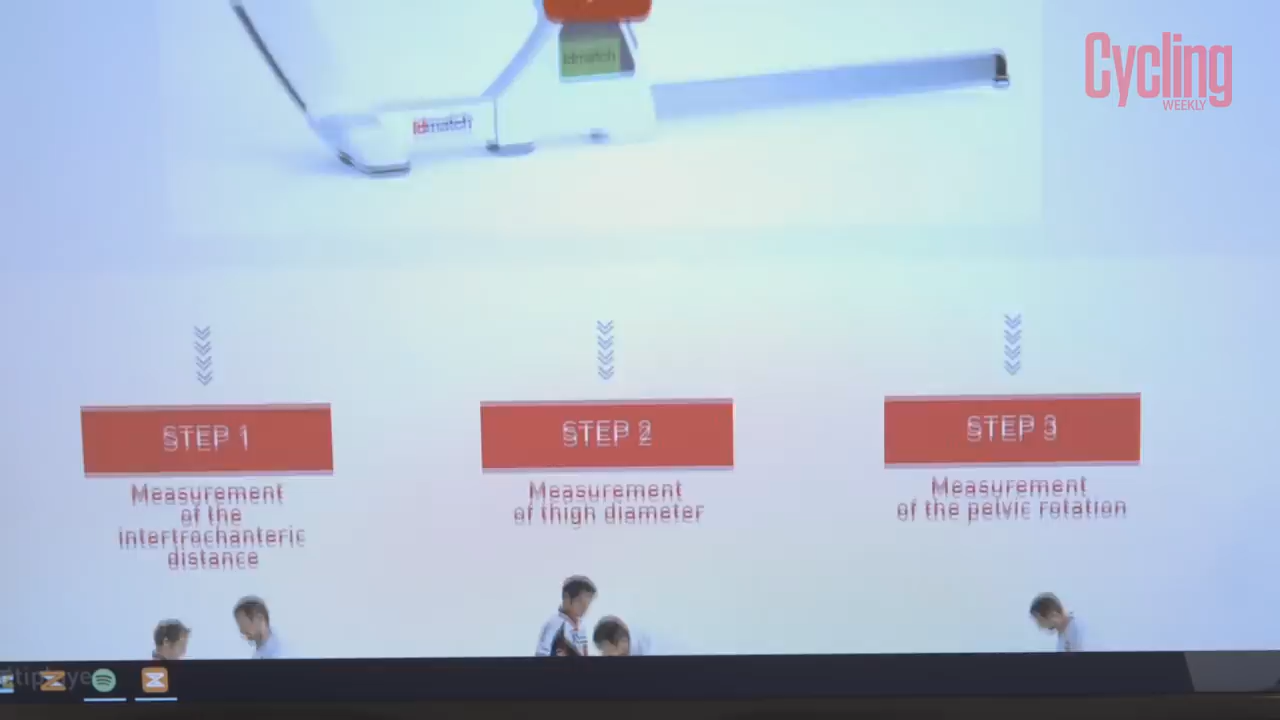 Cycling
WEEKLY
Idmatch
Idmatch
STEP 1
STEP 2
STEP 3
Measurement
of the
intertrochanteric
distance
Measurement
of thigh diameter
Measurement
of the pelvic rotation